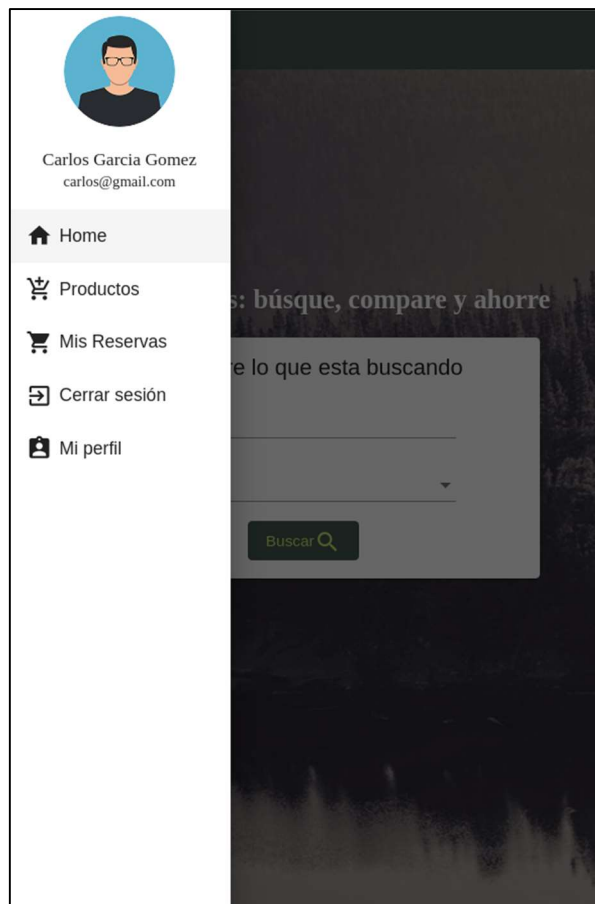 Carlos Garcia Gomez
carlos@gmail.com
Home
Productos
Mis Reservas
Cerrar sesión
Mi perfil
: búsque, compare y ahorre
lo que esta buscando
Buscar